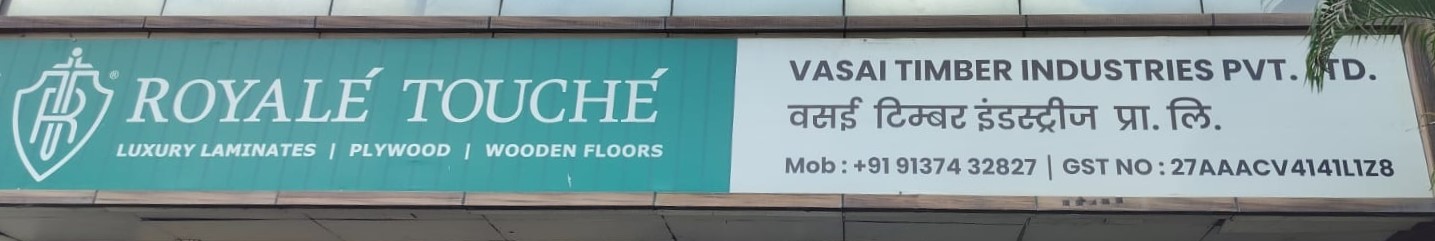 ROYALÉ TOUCHÉ
LUXURY LAMINATES | PLYWOOD | WOODEN FLOORS
VASAI TIMBER INDUSTRIES PVT. LTD.
वसई टिम्बर इंडस्ट्रीज प्रा. लि.
Mob : +91 91374 32827 | GST NO : 27AAACV4141L1Z8